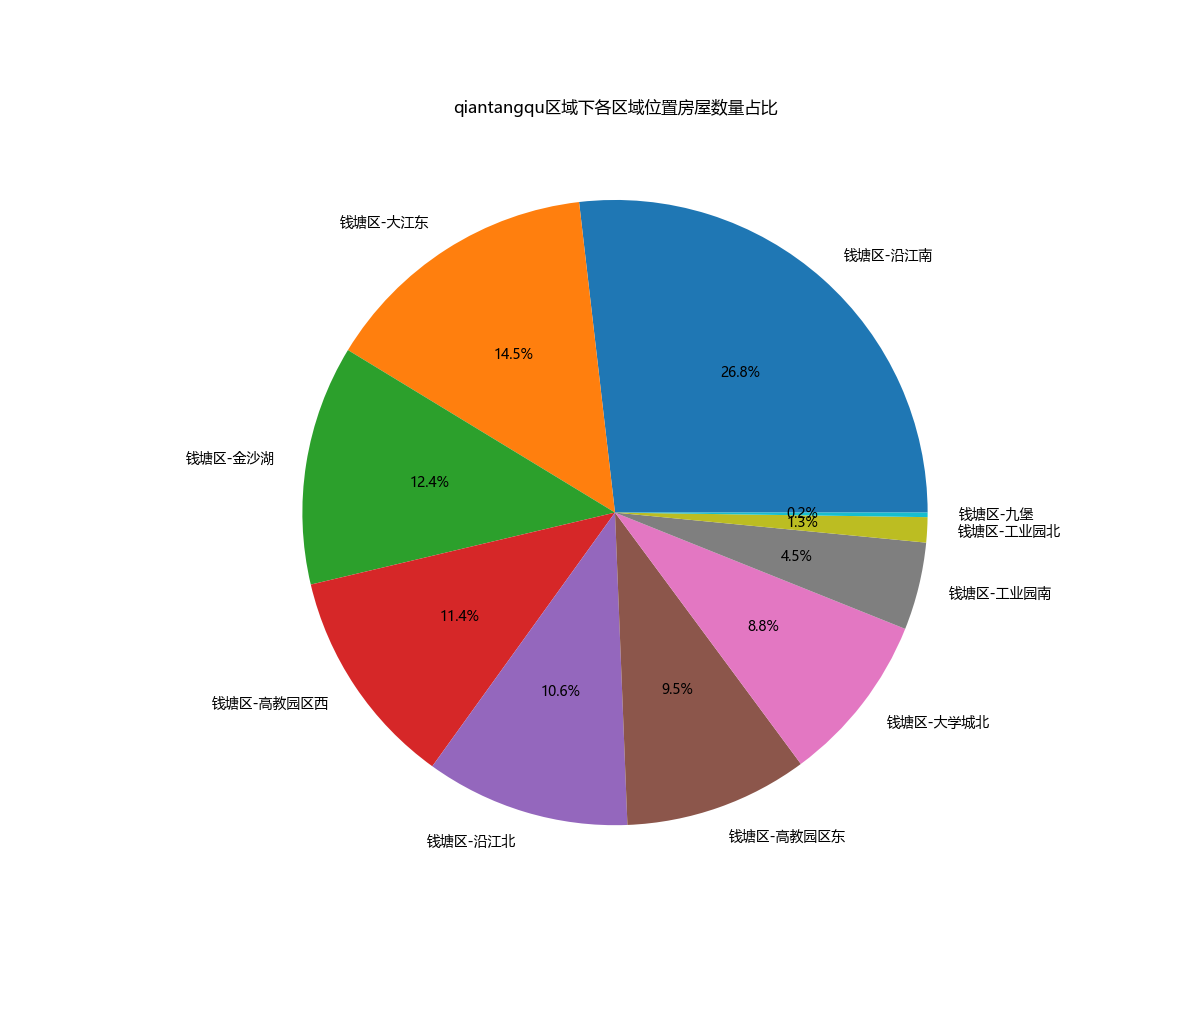 qiantangqu区域下各区域位置房屋数量占比
钱塘区-大江东
钱塘区-沿江南
14.5%
26.8%
钱塘区-金沙湖
12.4%
0.2%
钱塘区-九堡
1.3%
钱塘区-工业园北
4.5%
钱塘区-工业园南
11.4%
8.8%
钱塘区-高教园区西
10.6%
9.5%
钱塘区-大学城北
钱塘区-沿江北
钱塘区-高教园区东